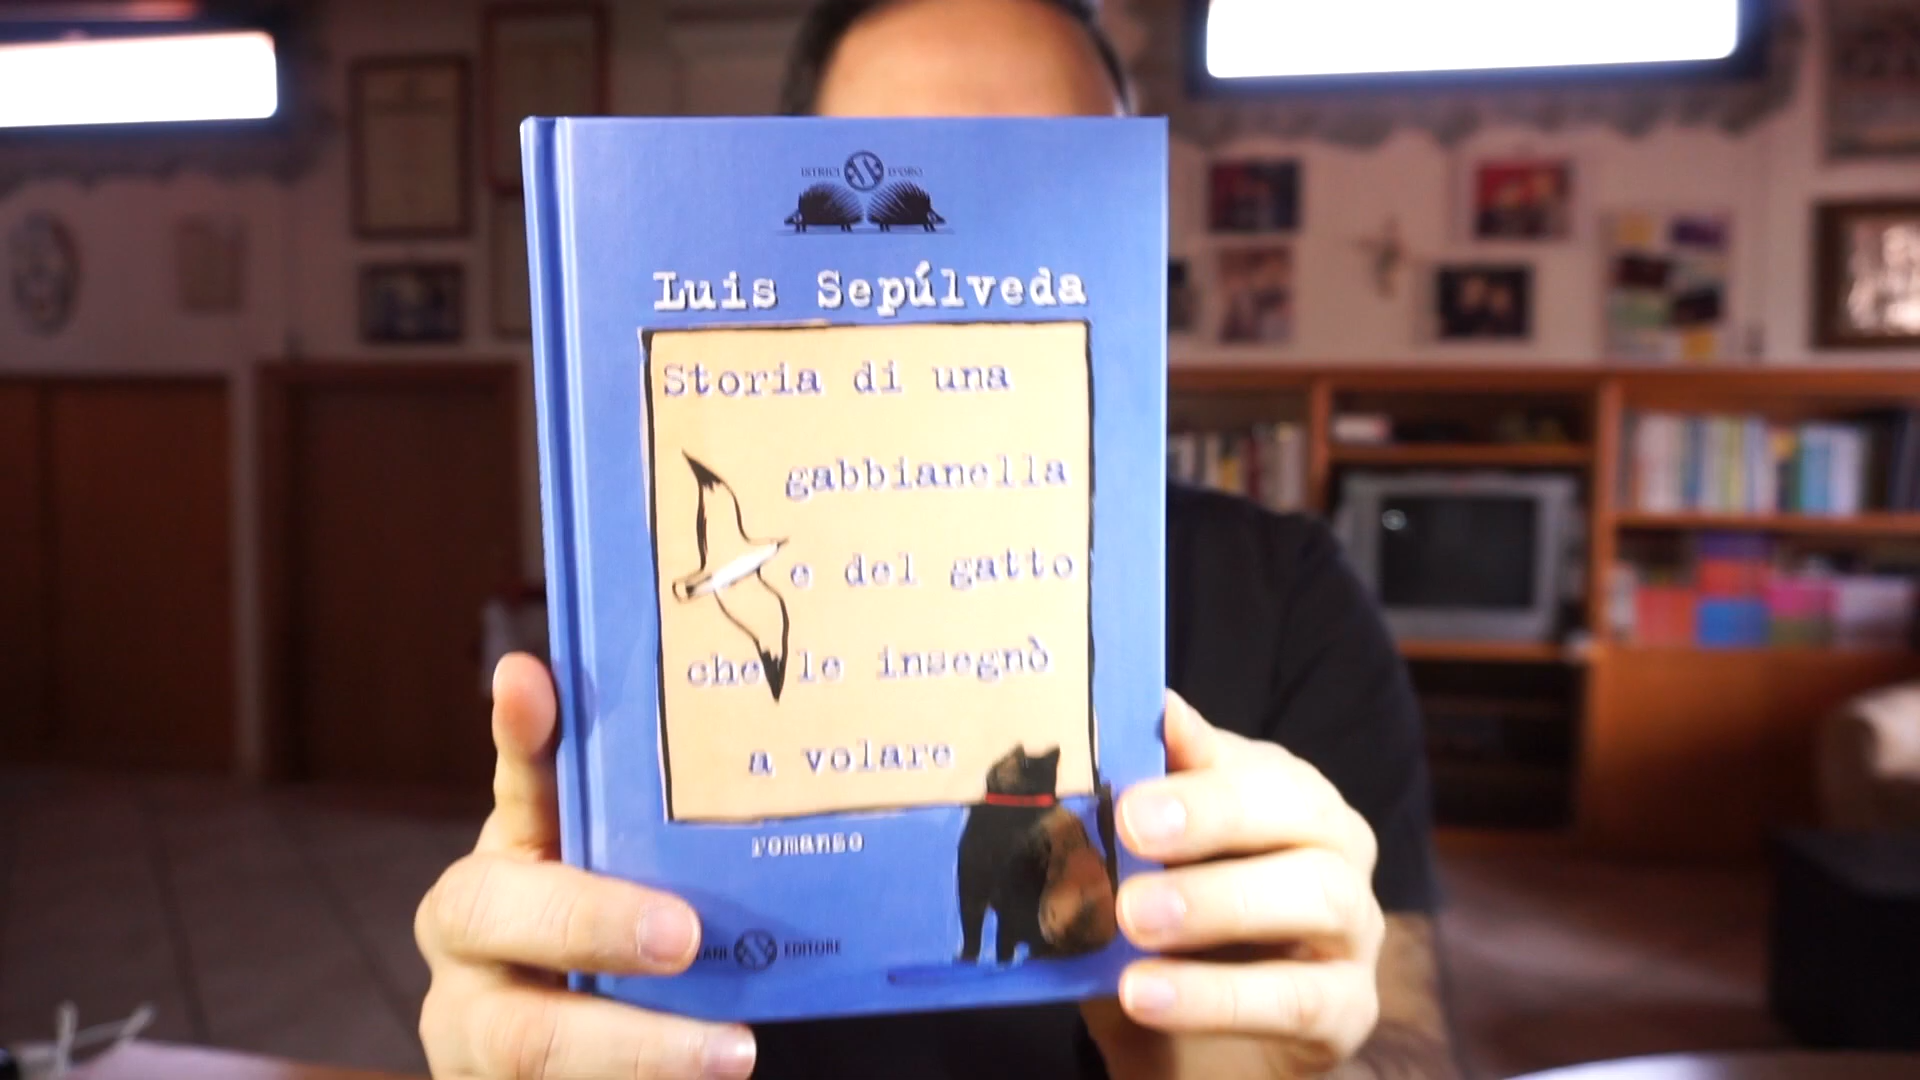 ISTRICI D'ORO
Luis Sepúlveda
Storia di una
gabbianella
e del gatto
che le insegnò
a volare
romanzo
EDITORE